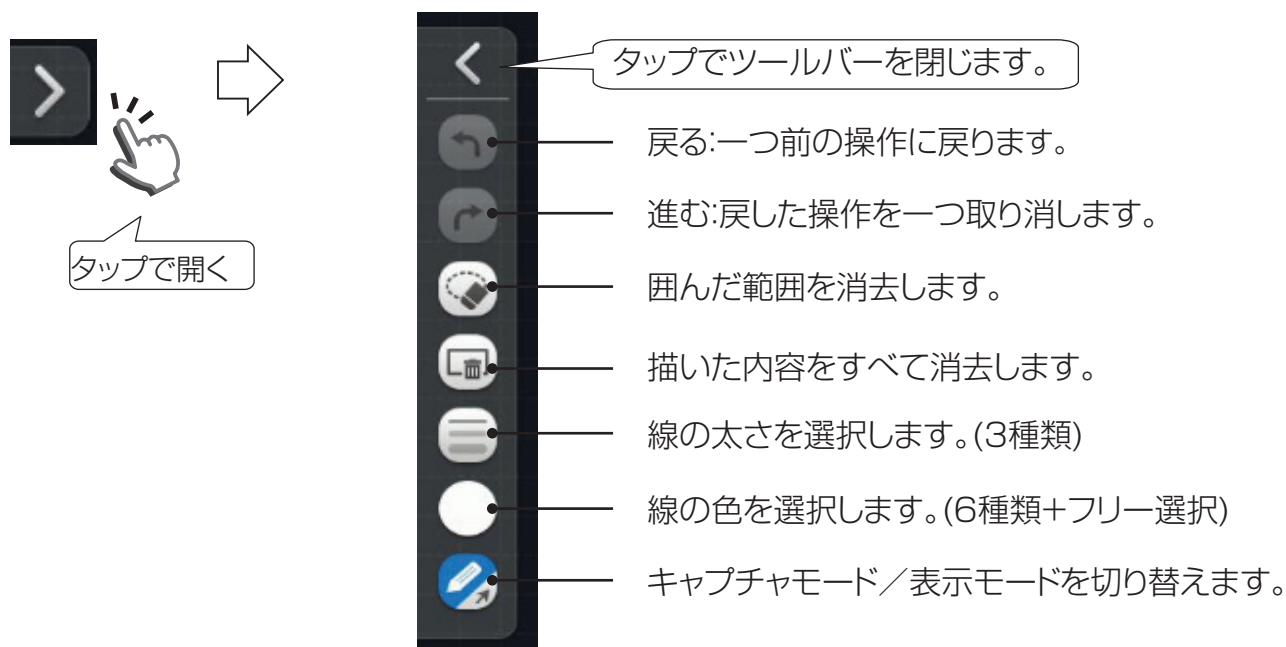 タップで開く
タップでツールバーを閉じます。
戻る:一つ前の操作に戻ります。
進む:戻した操作を一つ取り消します。
囲んだ範囲を消去します。
描いた内容をすべて消去します。
線の太さを選択します。(3種類)
線の色を選択します。(6種類+フリー選択)
キャプチャモード/表示モードを切り替えます。